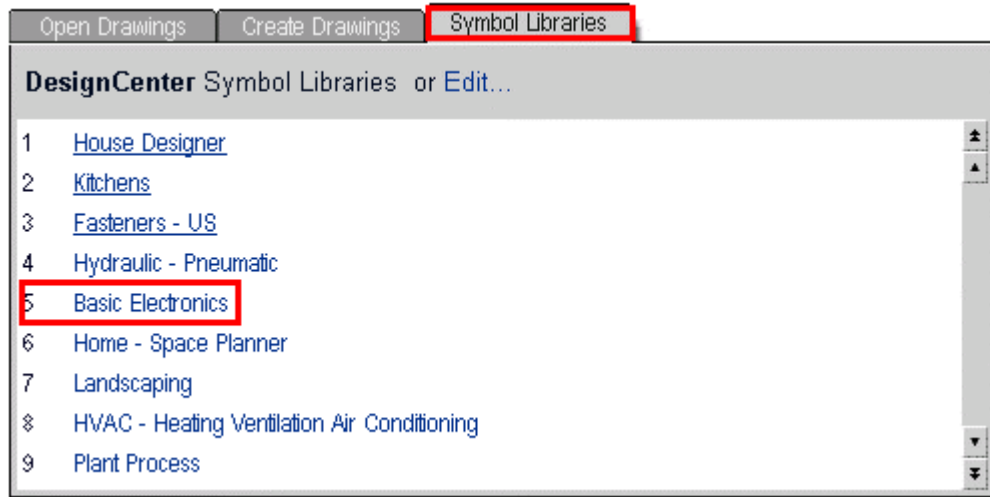 Open Drawings Create Drawings Symbol Libraries
DesignCenter Symbol Libraries or Edit...
1 House Designer
2 Kitchens
3 Fasteners - US
4 Hydraulic - Pneumatic
5 Basic Electronics
6 Home - Space Planner
7 Landscaping
8 HVAC - Heating Ventilation Air Conditioning
9 Plant Process